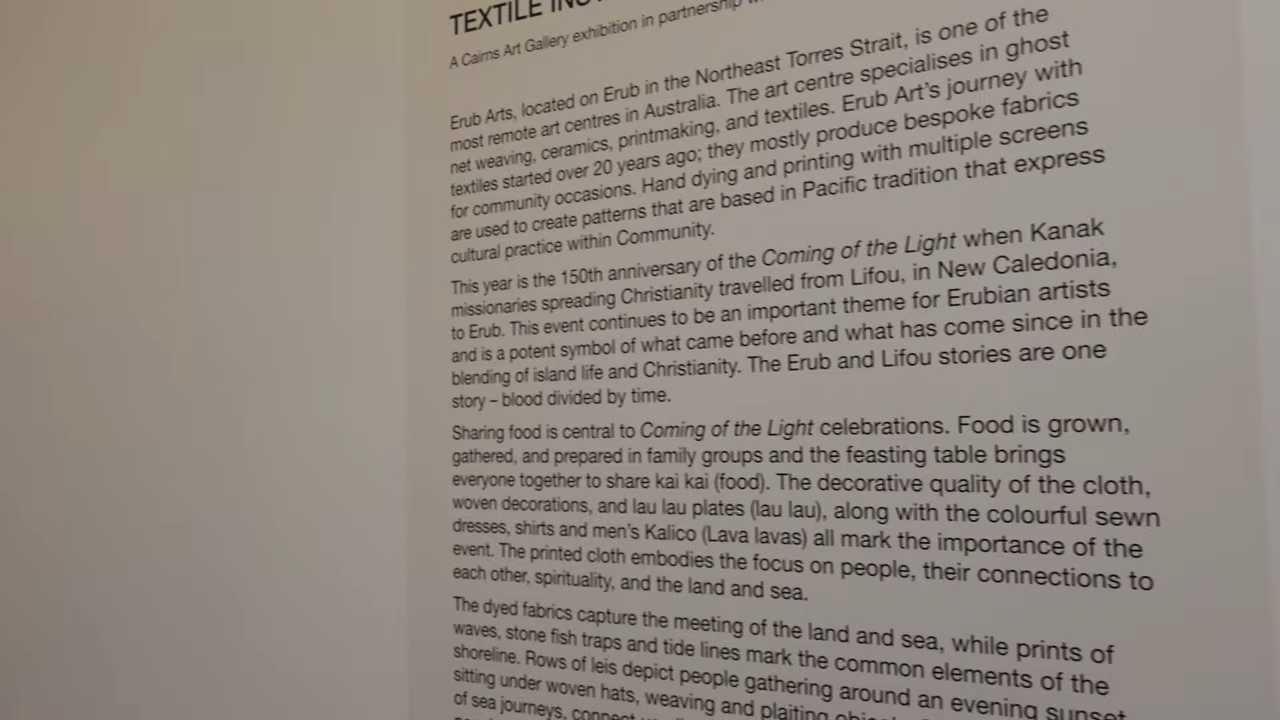 TEXTILE
A Cairns Art Gallery exhibition in partnership
Erub Arts, located on Erub in the Northeast Torres Strait, is one of the
most remote art centres in Australia. The art centre specialises in ghost
net weaving, ceramics, printmaking, and textiles. Erub Art's journey with
textiles started over 20 years ago; they mostly produce bespoke fabrics
for community occasions. Hand dying and printing with multiple screens
are used to create patterns that are based in Pacific tradition that express
cultural practice within Community.
This year is the 150th anniversary of the Coming of the Light when Kanak
missionaries spreading Christianity travelled from Lifou, in New Caledonia,
to Erub. This event continues to be an important theme for Erubian artists
and is a potent symbol of what came before and what has come since in the
blending of island life and Christianity. The Erub and Lifou stories are one
story – blood divided by time.
Sharing food is central to Coming of the Light celebrations. Food is grown,
gathered, and prepared in family groups and the feasting table brings
everyone together to share kai kai (food). The decorative quality of the cloth,
woven decorations, and lau lau plates (lau lau), along with the colourful sewn
dresses, shirts and men's Kalico (Lava lavas) all mark the importance of the
event. The printed cloth embodies the focus on people, their connections to
each other, spirituality, and the land and sea.
The dyed fabrics capture the meeting of the land and sea, while prints of
waves, stone fish traps and tide lines mark the common elements of the
shoreline. Rows of leis depict people gathering around an evening sunset
sitting under woven hats, weaving and plaiting
of sea journeys,